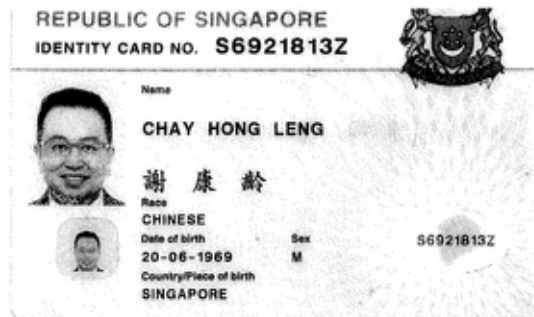 REPUBLIC OF SINGAPORE
IDENTITY CARD NO. S6921813Z
Name
CHAY HONG LENG
謝 康 齡
Race
CHINESE
Date of birth Sex
20-06-1969 M
S6921813Z
Country/Place of birth
SINGAPORE